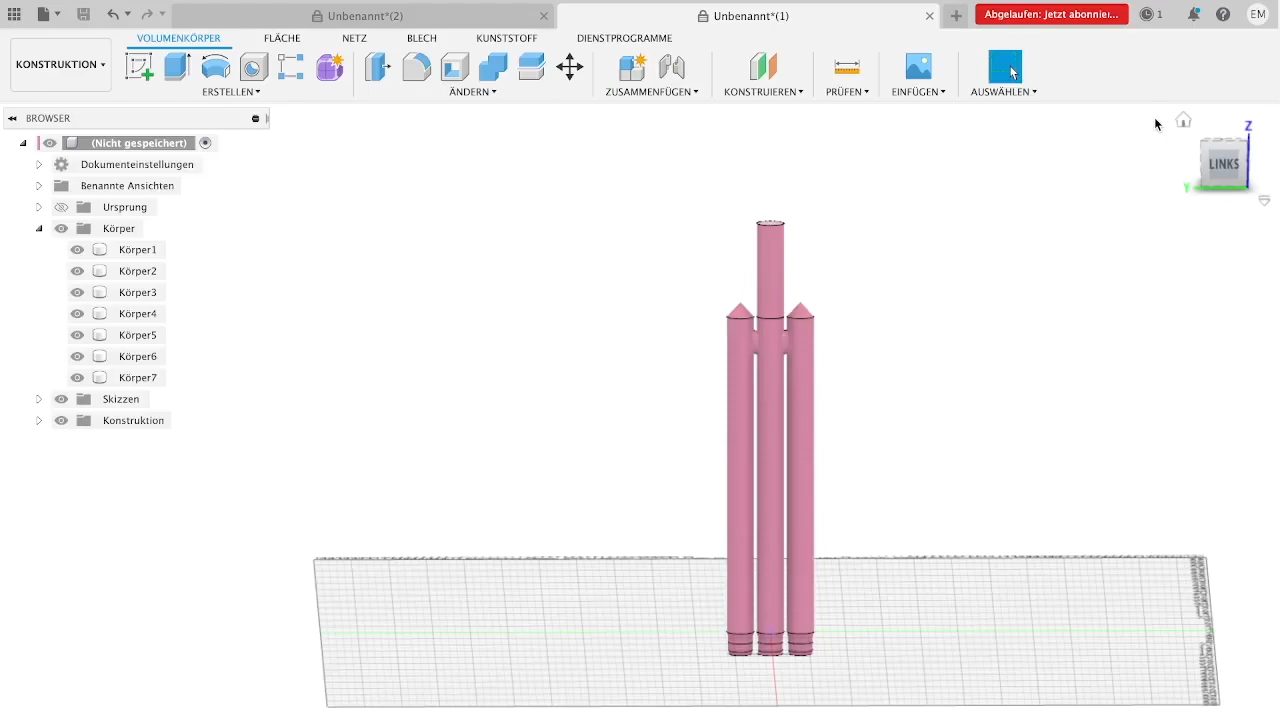 Unbenannt*(2)
Unbenannt*(1)
Abgelaufen: Jetzt abonniei...
1
EM
KONSTRUKTION
VOLUMENKÖRPER
FLÄCHE
NETZ
BLECH
KUNSTSTOFF
DIENSTPROGRAMME
ERSTELLEN
ÄNDERN
ZUSAMMENFÜGEN
KONSTRUIEREN
PRÜFEN
EINFÜGEN
AUSWÄHLEN
BROWSER
(Nicht gespeichert)
Dokumenteinstellungen
Benannte Ansichten
Ursprung
Körper
Körper1
Körper2
Körper3
Körper4
Körper5
Körper6
Körper7
Skizzen
Konstruktion
Z
LINKS
Y